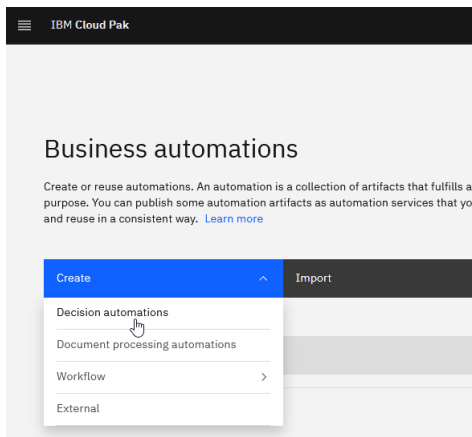 IBM Cloud Pak
Business automations
Create or reuse automations. An automation is a collection of artifacts that fulfills a
purpose. You can publish some automation artifacts as automation services that yo
and reuse in a consistent way. Learn more
Create
Import
Decision automations
Document processing automations
Workflow
External